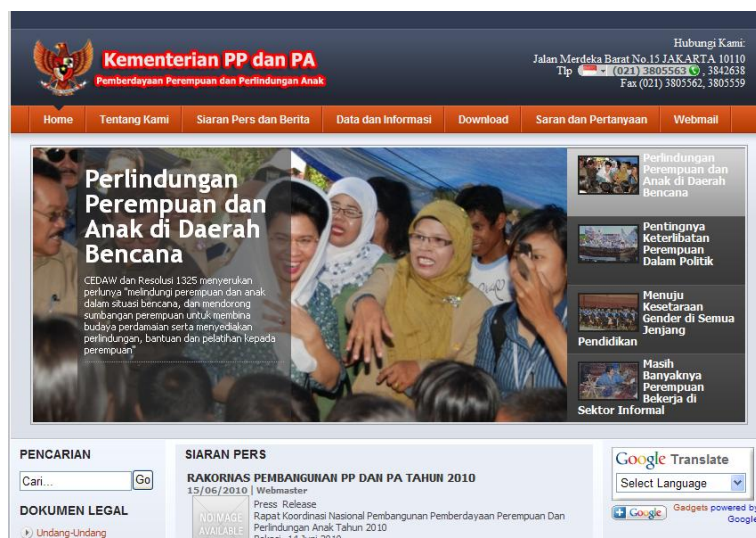 Hubungi Kami:
Jalan Merdeka Barat No.15 JAKARTA 10110
Tlp (021) 3805563, 3842638
Fax (021) 3805562, 3805559
Kementerian PP dan PA
Pemberdayaan Perempuan dan Perlindungan Anak
Home Tentang Kami Siaran Pers dan Berita Data dan Informasi Download Saran dan Pertanyaan Webmail
Perlindungan
Perempuan dan
Anak di Daerah
Bencana
CEDAW dan Resolusi 1325 menyerukan
perlunya "melindungi perempuan dan anak
dalam situasi bencana, dan mendorong
sumbangan perempuan untuk membina
budaya perdamaian serta menyediakan
perlindungan, bantuan dan pelatihan kepada
perempuan"
Perlindungan
Perempuan dan
Anak di Daerah
Bencana
Pentingnya
Keterlibatan
Perempuan
Dalam Politik
Menuju
Kesetaraan
Gender di Semua
Jenjang
Pendidikan
Masih
Banyaknya
Perempuan
Bekerja di
Sektor Informal
PENCARIAN
Cari... Go
DOKUMEN LEGAL
Undang-Undang
SIARAN PERS
RAKORNAS PEMBANGUNAN PP DAN PA TAHUN 2010
15/06/2010 | Webmaster
NO IMAGE
AVAILABLE
Press Release
Rapat Koordinasi Nasional Pembangunan Pemberdayaan Perempuan Dan
Perlindungan Anak Tahun 2010
Bekasi, 14 Juni 2010
Google Translate
Select Language
Google Gadgets powered by
Google